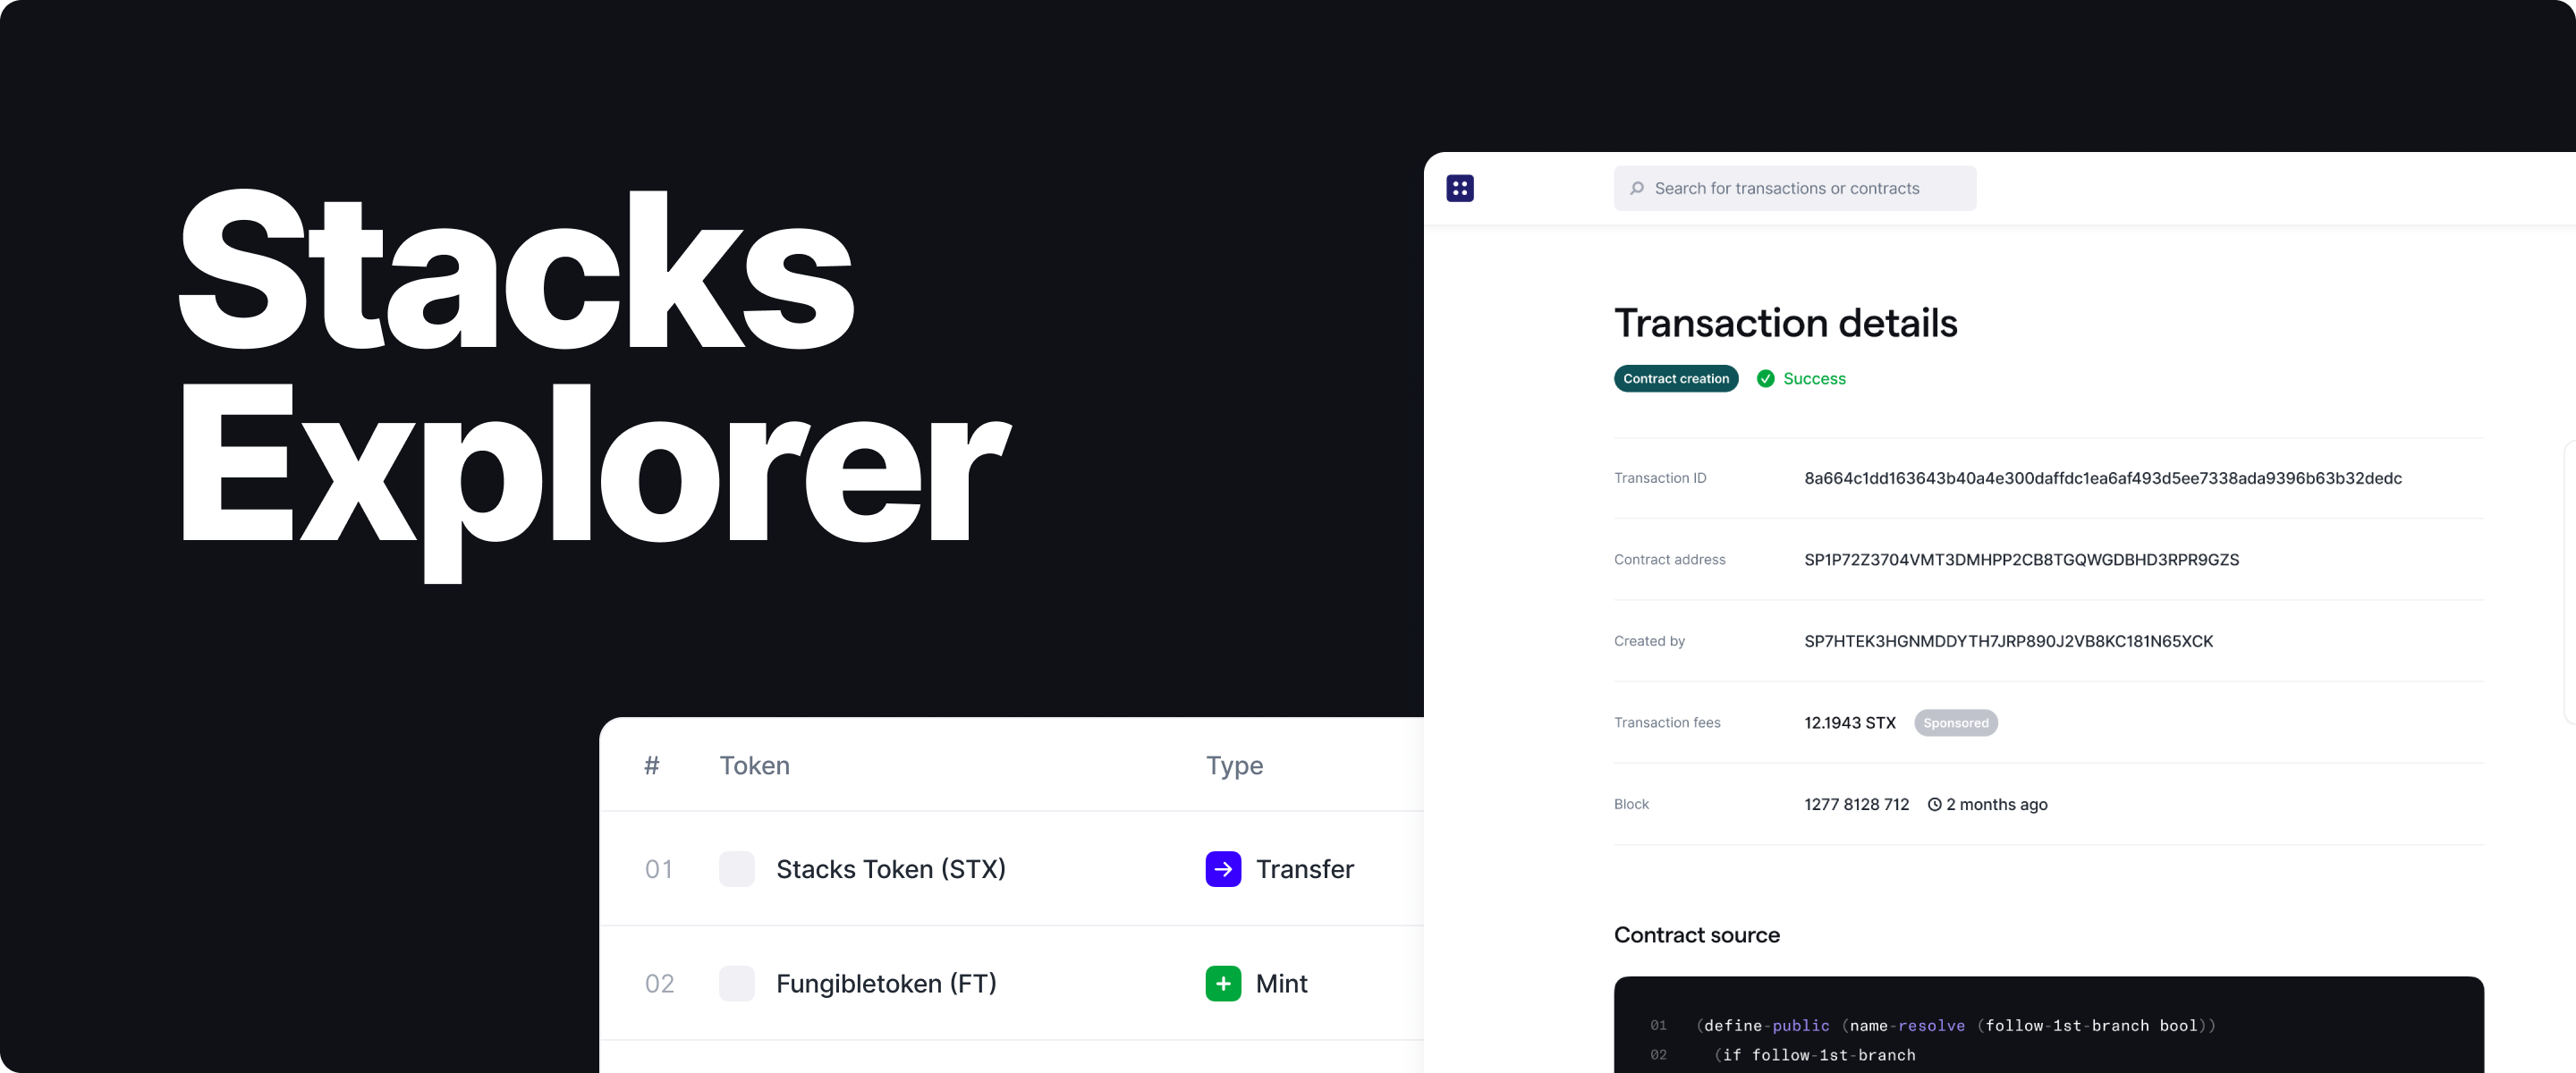 Stacks
Explorer
# Token Type
01 Stacks Token (STX) Transfer
02 Fungibletoken (FT) Mint
Search for transactions or contracts
Transaction details
Contract creation Success
Transaction ID 8a664c1dd163643b40a4e300daffdc1ea6af493d5ee7338ada9396b63b32dedc
Contract address SP1P72Z3704VMT3DMHPP2CB8TGQWGDBHD3RPR9GZS
Created by SP7HTEK3HGNMDDYTH7JRP890J2VB8KC181N65XCK
Transaction fees 12.1943 STX Sponsored
Block 1277 8128 712 2 months ago
Contract source
01 (define-public (name-resolve (follow-1st-branch bool))
02 (if follow-1st-branch